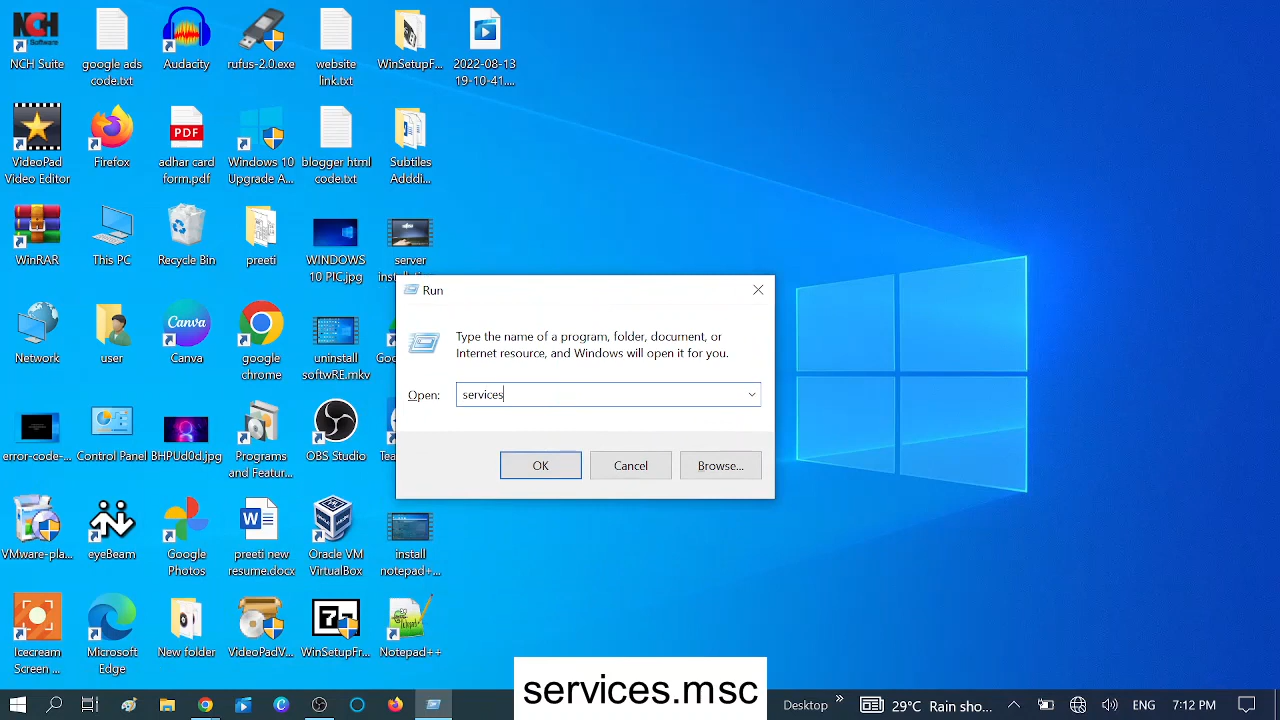 NCH Suite
google ads
code.txt
Audacity
rufus-2.0.exe
website
link.txt
WinSetupF...
2022-08-13
19-10-41....
VideoPad
Video Editor
Firefox
PDF
adhar card
form.pdf
Windows 10
Upgrade A...
blogger html
code.txt
Subtiles
Adddi...
WinRAR
This PC
Recycle Bin
preeti
WINDOWS
10 PIC.jpg
server
Network
user
Canva
Canva
google
chrome
uninstall
softwRE.mkv
error-code-...
Control Panel
BHPUd0d.jpg
Programs
and Featur...
OBS Studio
VMware-pla...
eyeBeam
Google
Photos
preeti new
resume.docx
Oracle VM
VirtualBox
install
notepad+...
Icecream
Screen ...
Microsoft
Edge
New folder
VideoPadV...
WinSetupFr...
Notepad++
Run
Type the name of a program, folder, document, or
Internet resource, and Windows will open it for you.
Open:
services
OK
Cancel
Browse...
services.msc
Desktop
29°C Rain sho...
ENG
7:12 PM